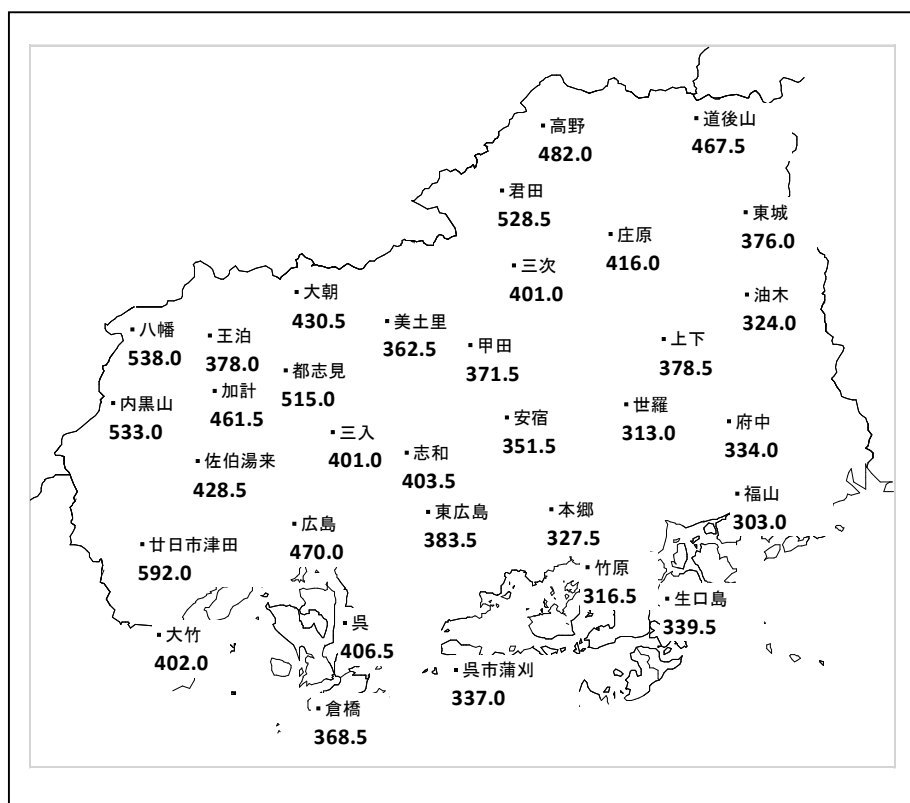 道後山
467.5
高野
482.0
君田
528.5
東城
376.0
庄原
416.0
三次
401.0
大朝
430.5
油木
324.0
美土里
362.5
八幡
538.0
王泊
378.0
甲田
371.5
上下
378.5
都志見
515.0
加計
461.5
内黒山
533.0
世羅
313.0
安宿
351.5
府中
334.0
三入
401.0
志和
403.5
佐伯湯来
428.5
福山
303.0
東広島
383.5
本郷
327.5
広島
470.0
廿日市津田
592.0
竹原
316.5
生口島
339.5
呉
406.5
大竹
402.0
呉市蒲刈
337.0
倉橋
368.5